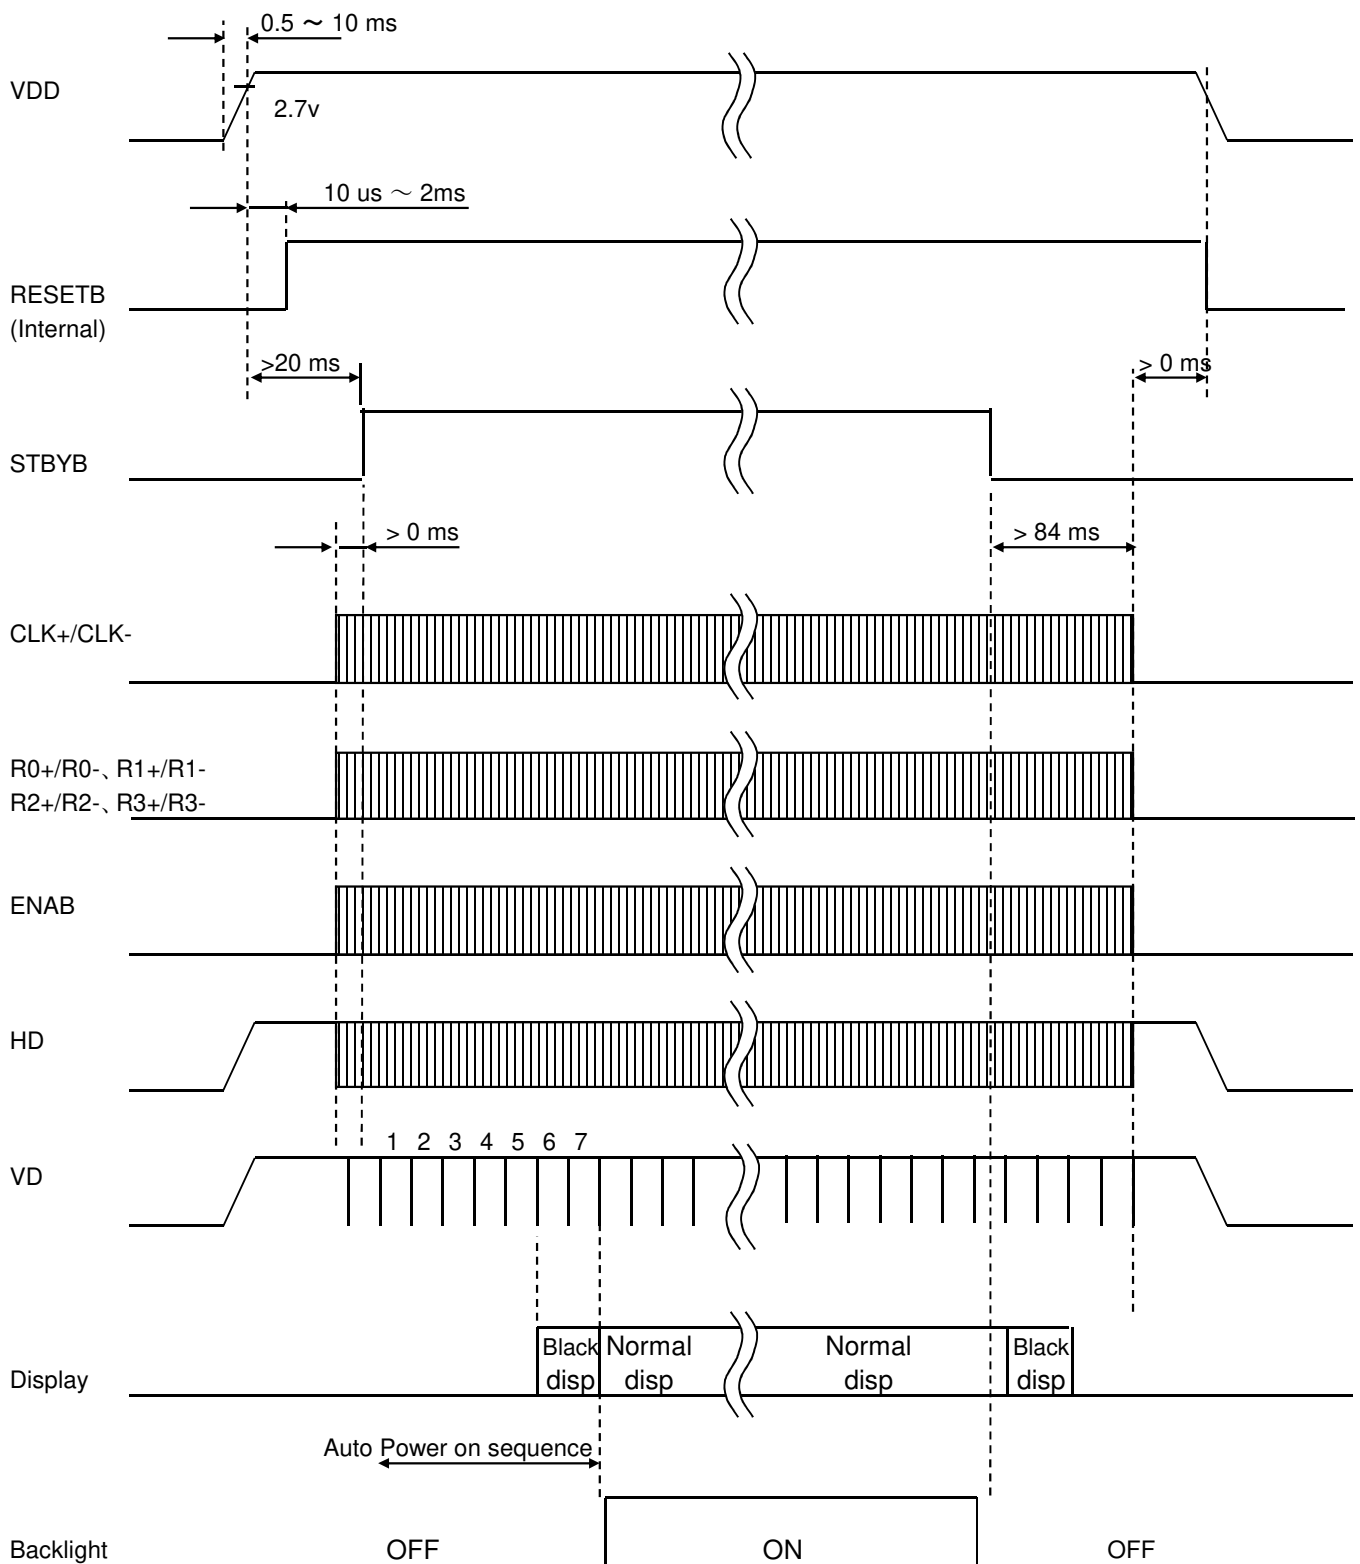 0.5 ～ 10 ms
VDD
2.7v
10 us ～ 2ms
RESETB
(Internal)
>20 ms
> 0 ms
STBYB
> 0 ms
> 84 ms
CLK+/CLK-
R0+/R0-、R1+/R1-
R2+/R2-、R3+/R3-
ENAB
HD
1 2 3 4 5 6 7
VD
Black Normal Normal Black
disp disp disp disp
Display
Auto Power on sequence
Backlight OFF ON OFF